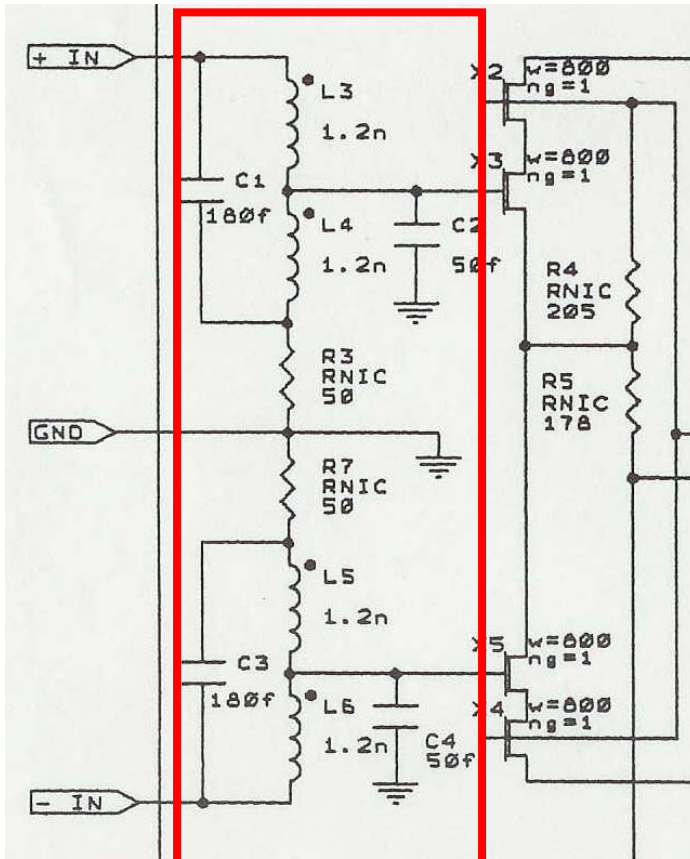 + IN
L3
1.2n
C1
180f
L4
1.2n
C2
50f
R3
RNIC
50
GND
R7
RNIC
50
L5
1.2n
C3
180f
L6
1.2n
C4
50f
- IN
X2
w=800
ng=1
X3
w=800
ng=1
R4
RNIC
205
R5
RNIC
178
X5
w=800
ng=1
X4
w=800
ng=1